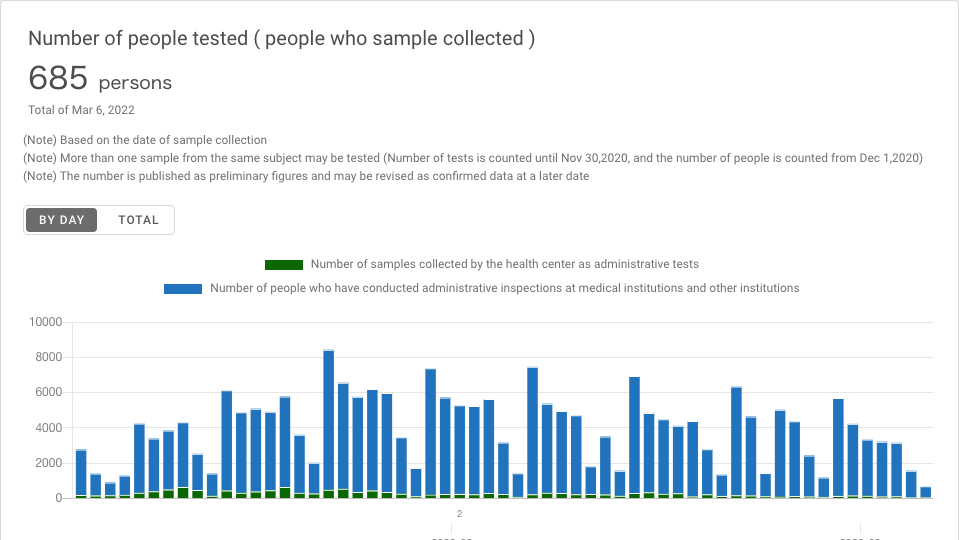 Number of people tested ( people who sample collected )
685 persons
Total of Mar 6, 2022
(Note) Based on the date of sample collection
(Note) More than one sample from the same subject may be tested (Number of tests is counted until Nov 30,2020, and the number of people is counted from Dec 1,2020)
(Note) The number is published as preliminary figures and may be revised as confirmed data at a later date
BY DAY TOTAL
Number of samples collected by the health center as administrative tests
Number of people who have conducted administrative inspections at medical institutions and other institutions
10000
8000
6000
4000
2000
0
2